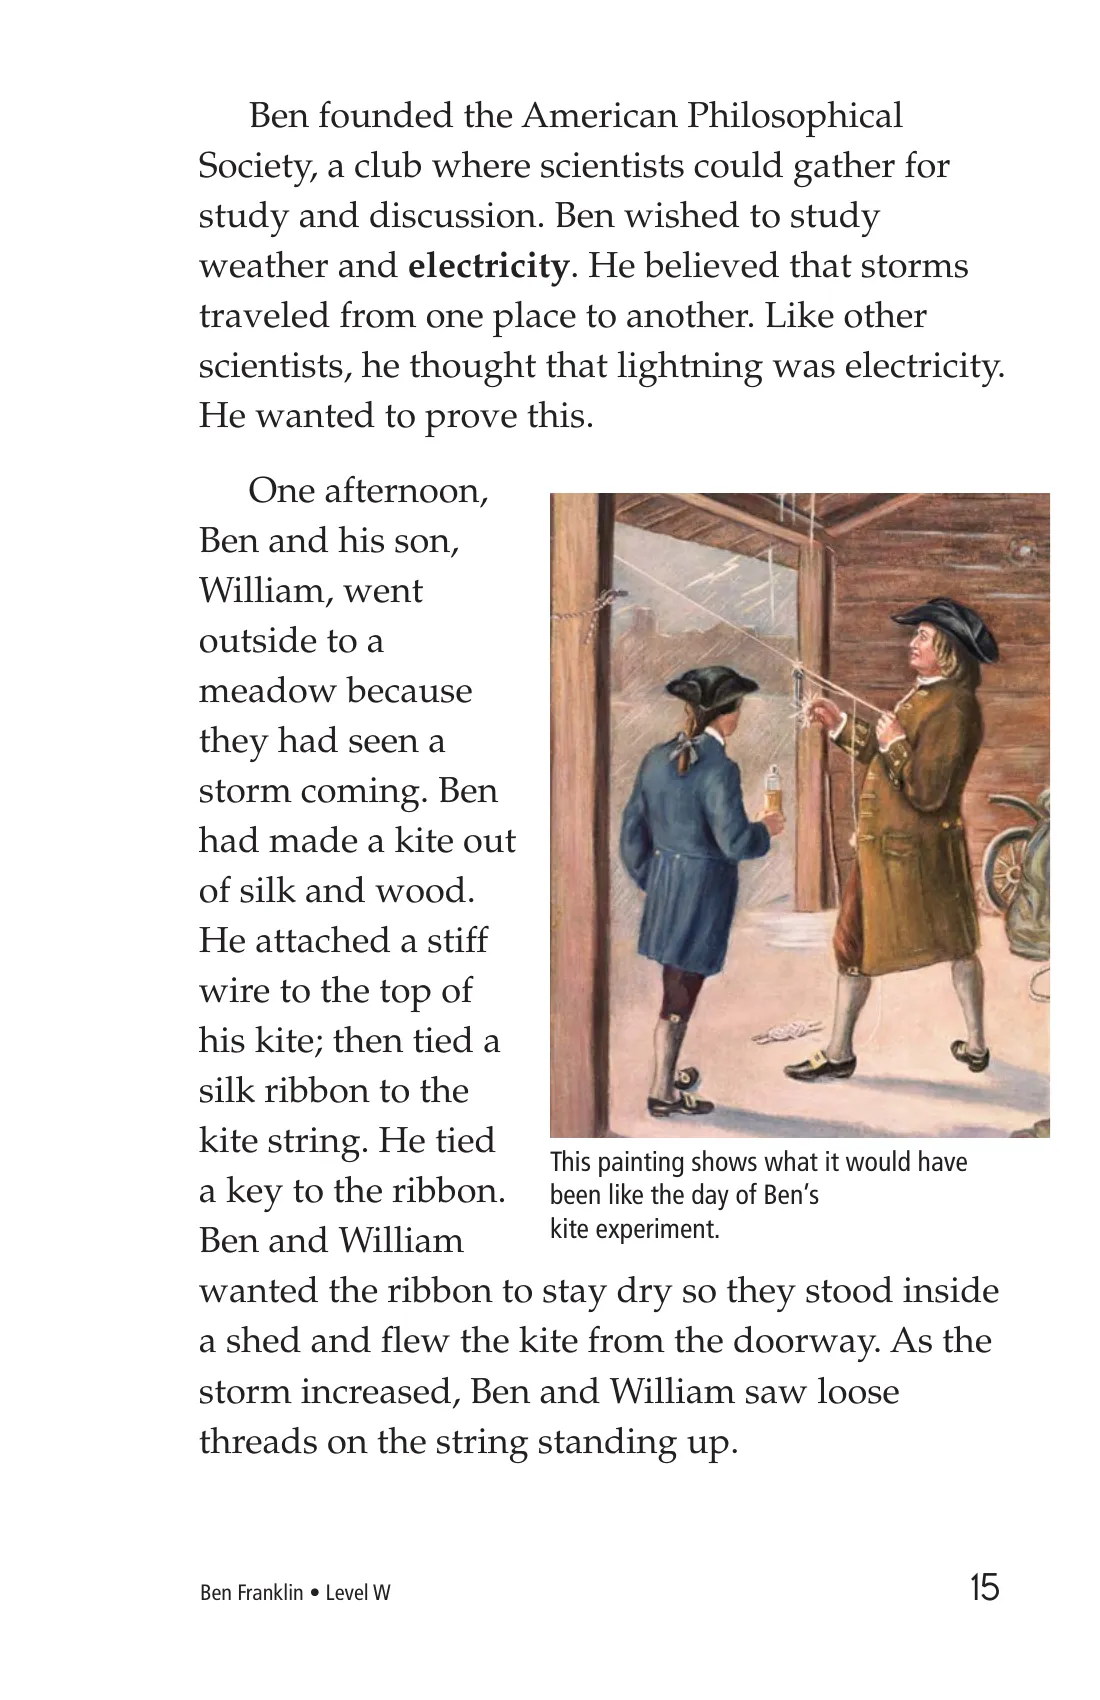 Ben founded the American Philosophical
Society, a club where scientists could gather for
study and discussion. Ben wished to study
weather and electricity. He believed that storms
traveled from one place to another. Like other
scientists, he thought that lightning was electricity.
He wanted to prove this.
One afternoon,
Ben and his son,
William, went
outside to a
meadow because
they had seen a
storm coming. Ben
had made a kite out
of silk and wood.
He attached a stiff
wire to the top of
his kite; then tied a
silk ribbon to the
kite string. He tied
a key to the ribbon.
Ben and William
wanted the ribbon to stay dry so they stood inside
a shed and flew the kite from the doorway. As the
storm increased, Ben and William saw loose
threads on the string standing up.
This painting shows what it would have
been like the day of Ben’s
kite experiment.
Ben Franklin • Level W
15